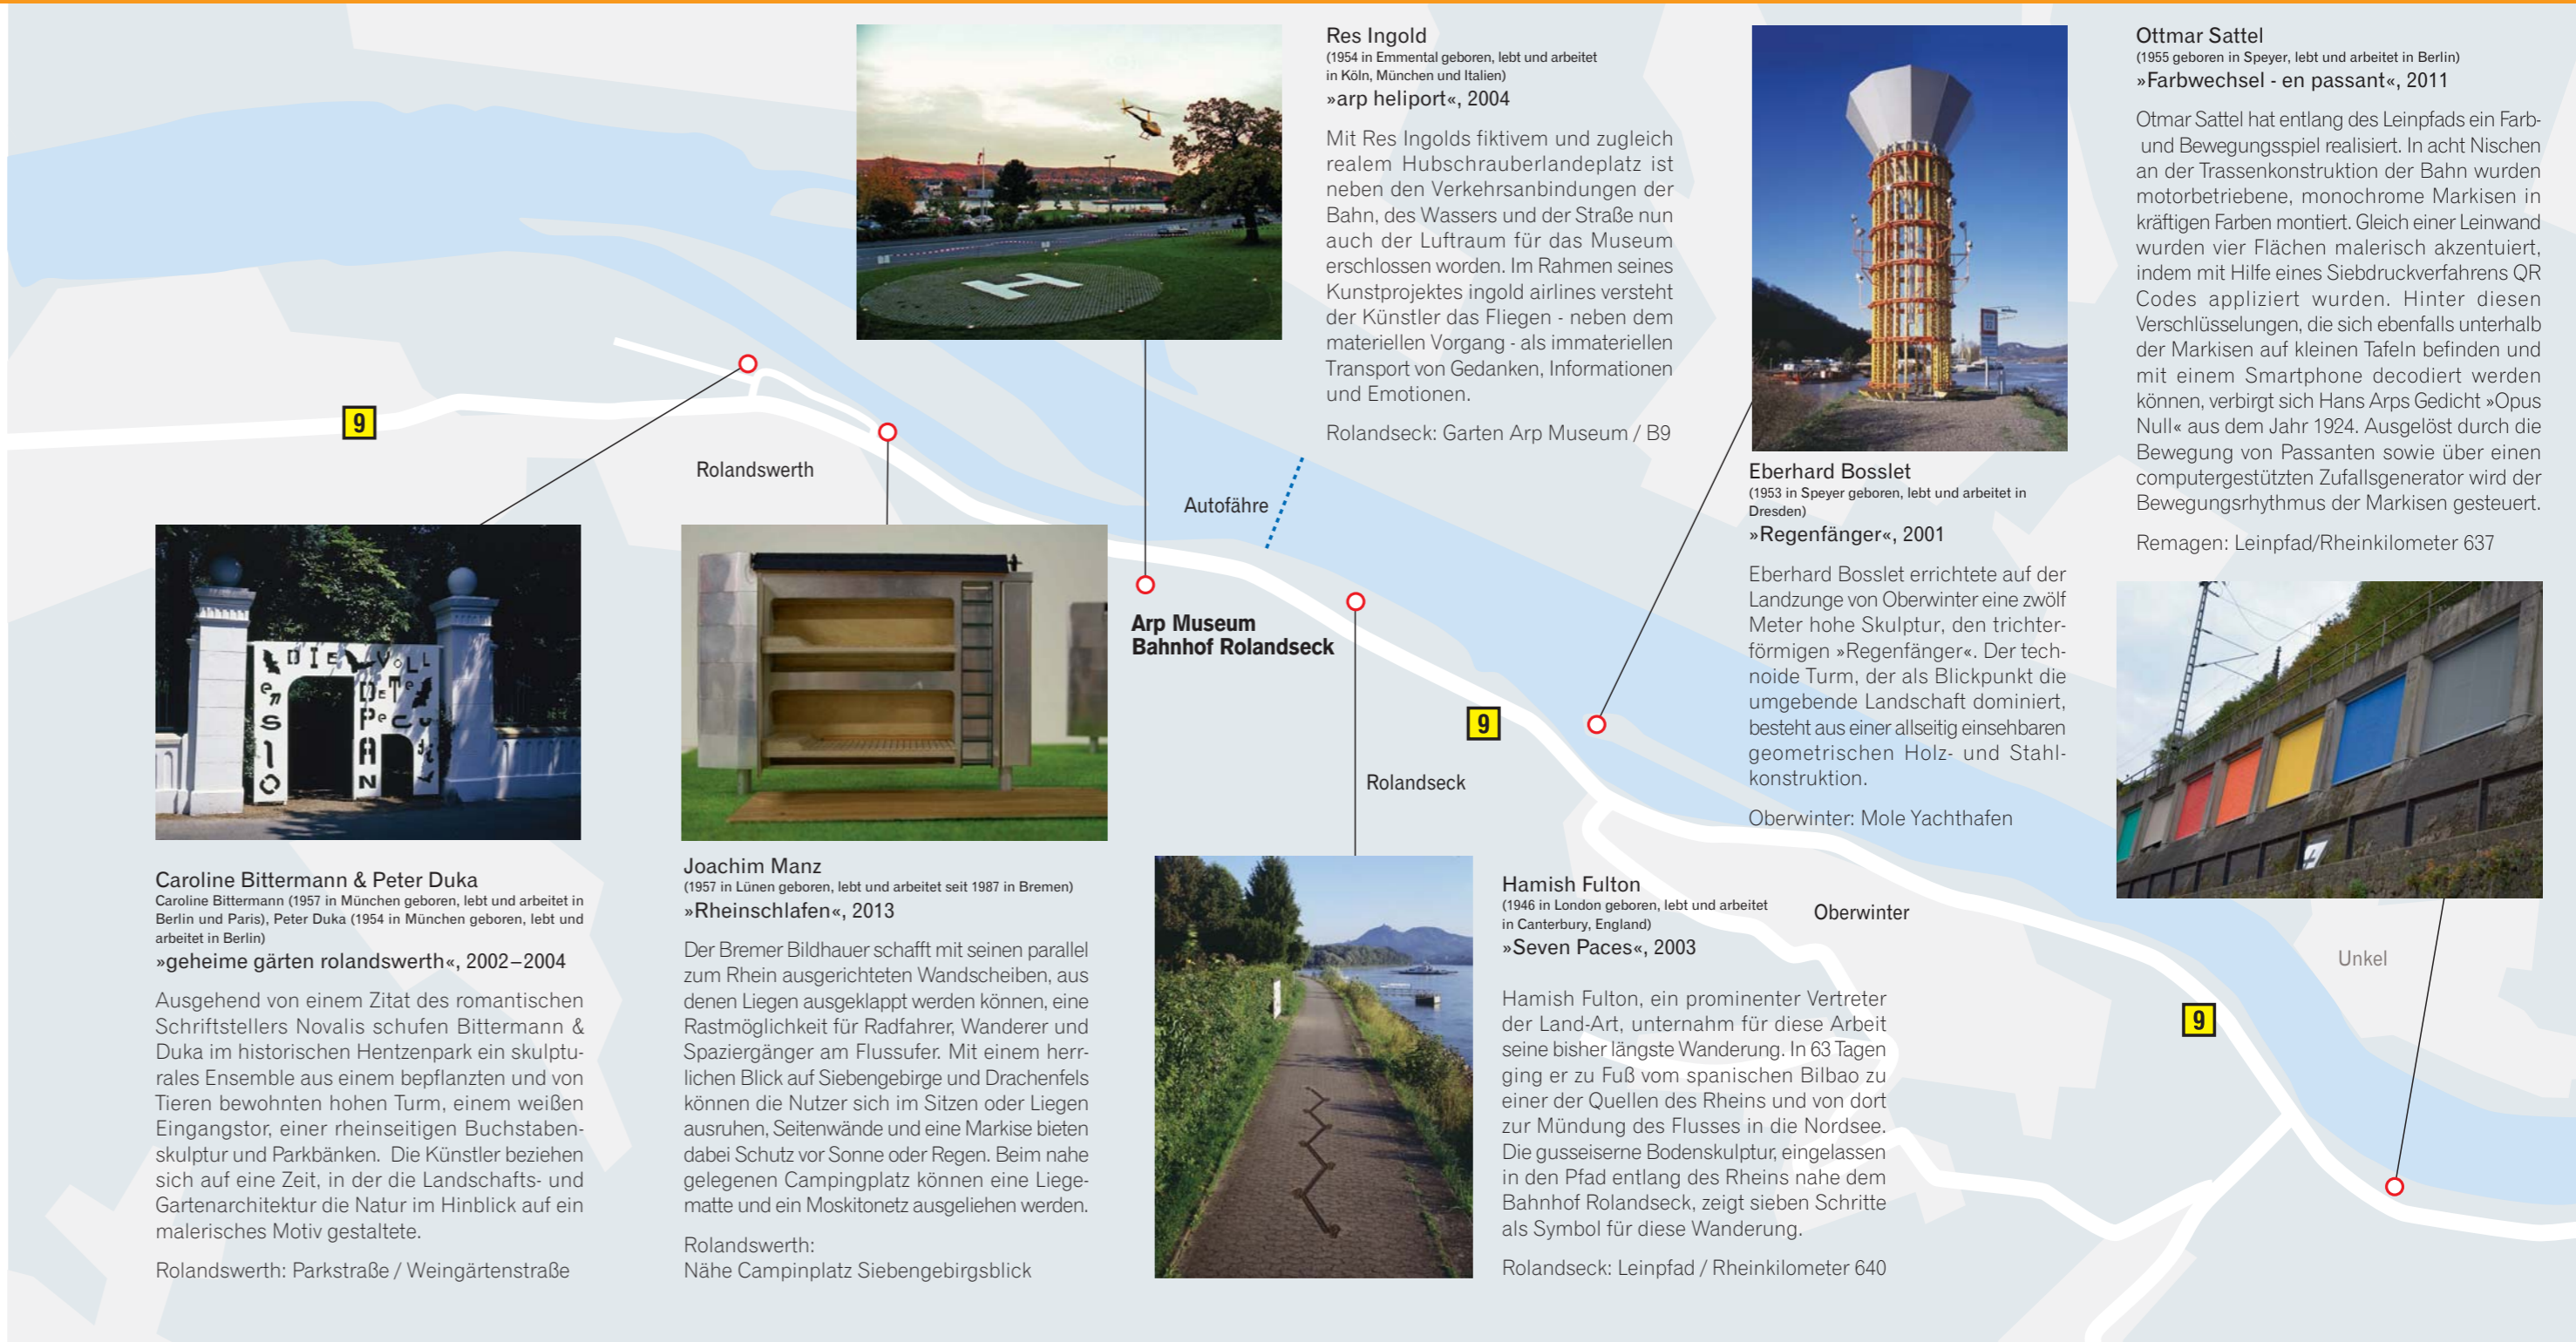 Res Ingold
(1954 in Emmental geboren, lebt und arbeitet
in Köln, München und Italien)
»arp heliport«, 2004
Mit Res Ingolds fiktivem und zugleich
realem Hubschrauberlandeplatz ist
neben den Verkehrsanbindungen der
Bahn, des Wassers und der Straße nun
auch der Luftraum für das Museum
erschlossen worden. Im Rahmen seines
Kunstprojektes ingold airlines versteht
der Künstler das Fliegen - neben dem
materiellen Vorgang - als immateriellen
Transport von Gedanken, Informationen
und Emotionen.
Rolandseck: Garten Arp Museum / B9
H
Eberhard Bosslet
(1953 in Speyer geboren, lebt und arbeitet in
Dresden)
»Regenfänger«, 2001
Eberhard Bosslet errichtete auf der
Landzunge von Oberwinter eine zwölf
Meter hohe Skulptur, den trichter-
förmigen »Regenfänger«. Der tech-
noide Turm, der als Blickpunkt die
umgebende Landschaft dominiert,
besteht aus einer allseitig einsehbaren
geometrischen Holz- und Stahl-
konstruktion.
Oberwinter: Mole Yachthafen
Ottmar Sattel
(1955 geboren in Speyer, lebt und arbeitet in Berlin)
»Farbwechsel - en passant«, 2011
Otmar Sattel hat entlang des Leinpfads ein Farb-
und Bewegungsspiel realisiert. In acht Nischen
an der Trassenkonstruktion der Bahn wurden
motorbetriebene, monochrome Markisen in
kräftigen Farben montiert. Gleich einer Leinwand
wurden vier Flächen malerisch akzentuiert,
indem mit Hilfe eines Siebdruckverfahrens QR
Codes appliziert wurden. Hinter diesen
Verschlüsselungen, die sich ebenfalls unterhalb
der Markisen auf kleinen Tafeln befinden und
mit einem Smartphone decodiert werden
können, verbirgt sich Hans Arps Gedicht »Opus
Null« aus dem Jahr 1924. Ausgelöst durch die
Bewegung von Passanten sowie über einen
computergestützten Zufallsgenerator wird der
Bewegungsrhythmus der Markisen gesteuert.
Remagen: Leinpfad/Rheinkilometer 637
9
Rolandswerth
Autofähre
Arp Museum
Bahnhof Rolandseck
9
Rolandseck
Oberwinter
Unkel
9
DIE VOLL
ENDETE
SPECU
LATION
PAN
Caroline Bittermann & Peter Duka
Caroline Bittermann (1957 in München geboren, lebt und arbeitet in
Berlin und Paris), Peter Duka (1954 in München geboren, lebt und
arbeitet in Berlin)
»geheime gärten rolandswerth«, 2002–2004
Ausgehend von einem Zitat des romantischen
Schriftstellers Novalis schufen Bittermann &
Duka im historischen Hentzenpark ein skulptu-
rales Ensemble aus einem bepflanzten und von
Tieren bewohnten hohen Turm, einem weißen
Eingangstor, einer rheinseitigen Buchstaben-
skulptur und Parkbänken. Die Künstler beziehen
sich auf eine Zeit, in der die Landschafts- und
Gartenarchitektur die Natur im Hinblick auf ein
malerisches Motiv gestaltete.
Rolandswerth: Parkstraße / Weingärtenstraße
Joachim Manz
(1957 in Lünen geboren, lebt und arbeitet seit 1987 in Bremen)
»Rheinschlafen«, 2013
Der Bremer Bildhauer schafft mit seinen parallel
zum Rhein ausgerichteten Wandscheiben, aus
denen Liegen ausgeklappt werden können, eine
Rastmöglichkeit für Radfahrer, Wanderer und
Spaziergänger am Flussufer. Mit einem herr-
lichen Blick auf Siebengebirge und Drachenfels
können die Nutzer sich im Sitzen oder Liegen
ausruhen, Seitenwände und eine Markise bieten
dabei Schutz vor Sonne oder Regen. Beim nahe
gelegenen Campingplatz können eine Liege-
matte und ein Moskitonetz ausgeliehen werden.
Rolandswerth:
Nähe Campinplatz Siebengebirgsblick
Hamish Fulton
(1946 in London geboren, lebt und arbeitet
in Canterbury, England)
»Seven Paces«, 2003
Hamish Fulton, ein prominenter Vertreter
der Land-Art, unternahm für diese Arbeit
seine bisher längste Wanderung. In 63 Tagen
ging er zu Fuß vom spanischen Bilbao zu
einer der Quellen des Rheins und von dort
zur Mündung des Flusses in die Nordsee.
Die gusseiserne Bodenskulptur, eingelassen
in den Pfad entlang des Rheins nahe dem
Bahnhof Rolandseck, zeigt sieben Schritte
als Symbol für diese Wanderung.
Rolandseck: Leinpfad / Rheinkilometer 640